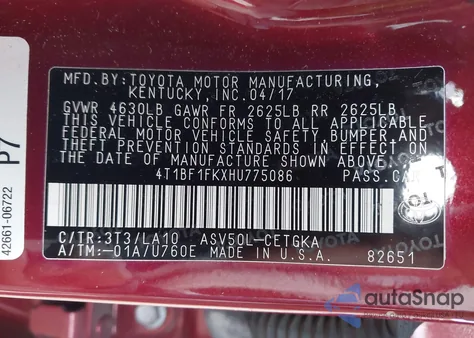 MFD. BY: TOYOTA MOTOR MANUFACTURING,
KENTUCKY, INC. 04/17
GVWR 4630LB GAWR FR 2625LB RR 2625LB
THIS VEHICLE CONFORMS TO ALL APPLICABLE
FEDERAL MOTOR VEHICLE SAFETY, BUMPER, AND
THEFT PREVENTION STANDARDS IN EFFECT ON
THE DATE OF MANUFACTURE SHOWN ABOVE.
4T1BF1FKXHU775086 PASS.CAR
C/TR:3T3/LA10 ASV50L-CETGKA
A/TM:-01A/U760E MADE IN U.S.A. 82651
P7
42661-06722
autoSnap